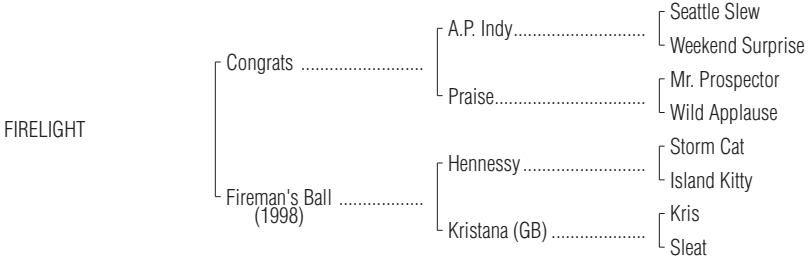 Seattle Slew
A.P. Indy..............................
Weekend Surprise
Congrats ...........................
Mr. Prospector
Praise..................................
Wild Applause
FIRELIGHT
Storm Cat
Hennessy ...........................
Island Kitty
Fireman's Ball ...................
(1998)
Kris
Kristana (GB) .....................
Sleat